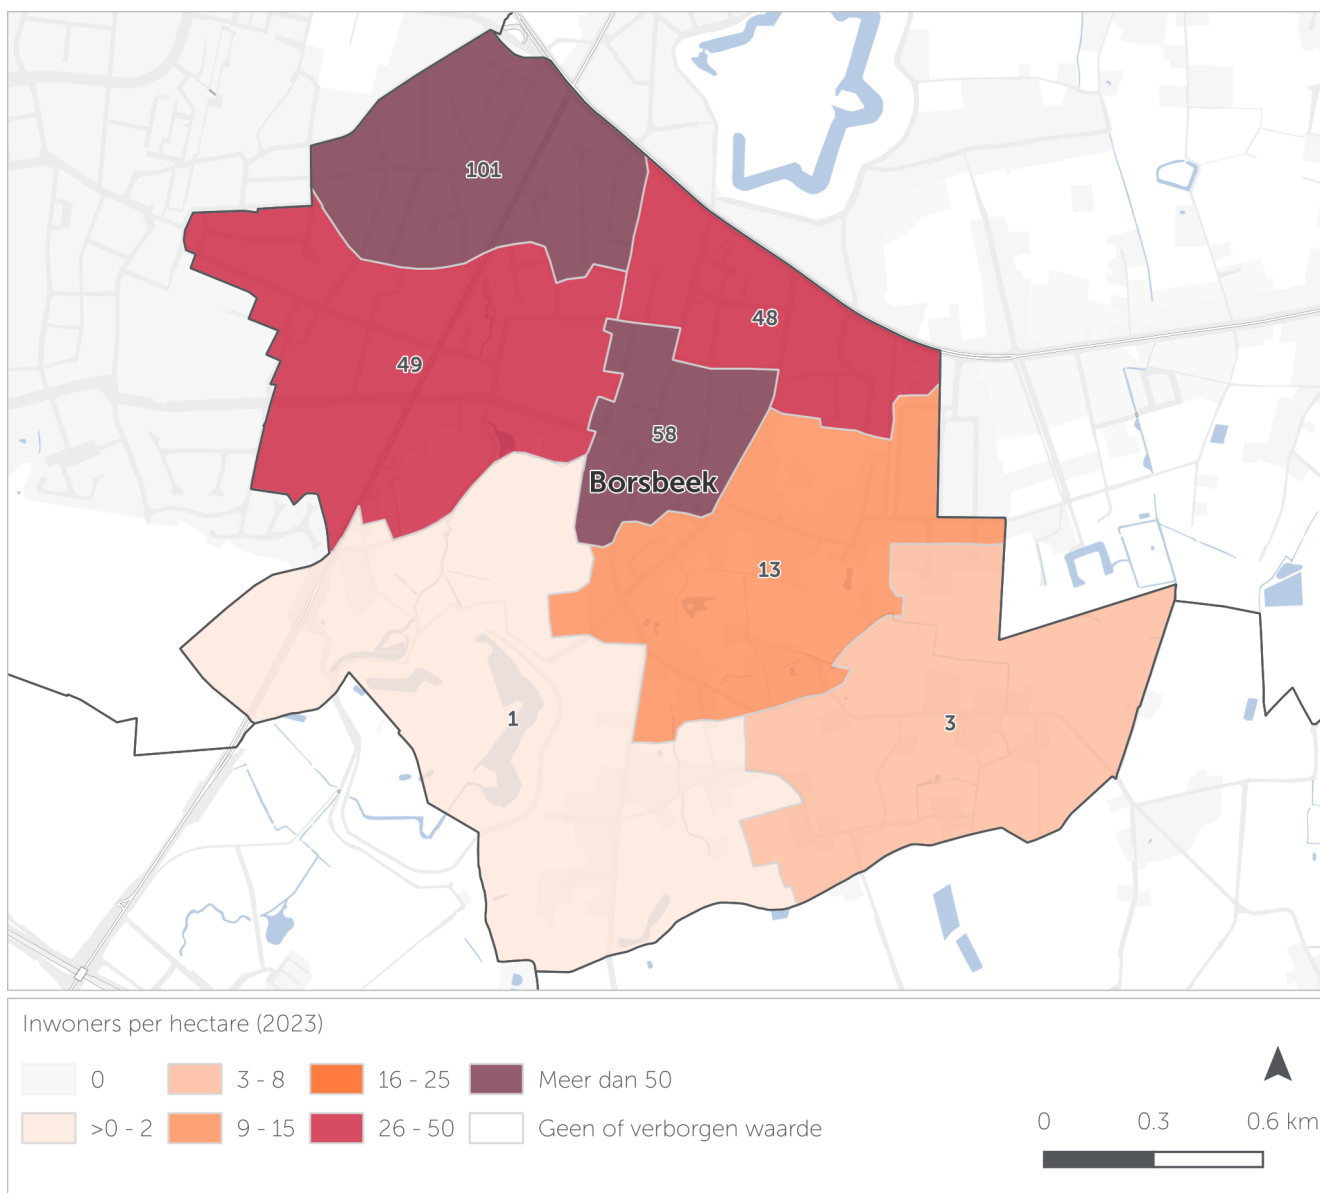 101
48
49
58
Borsbeek
13
1
3
Inwoners per hectare (2023)
0
3 - 8
16 - 25
Meer dan 50
>0 - 2
9 - 15
26 - 50
Geen of verborgen waarde
0 0.3 0.6 km